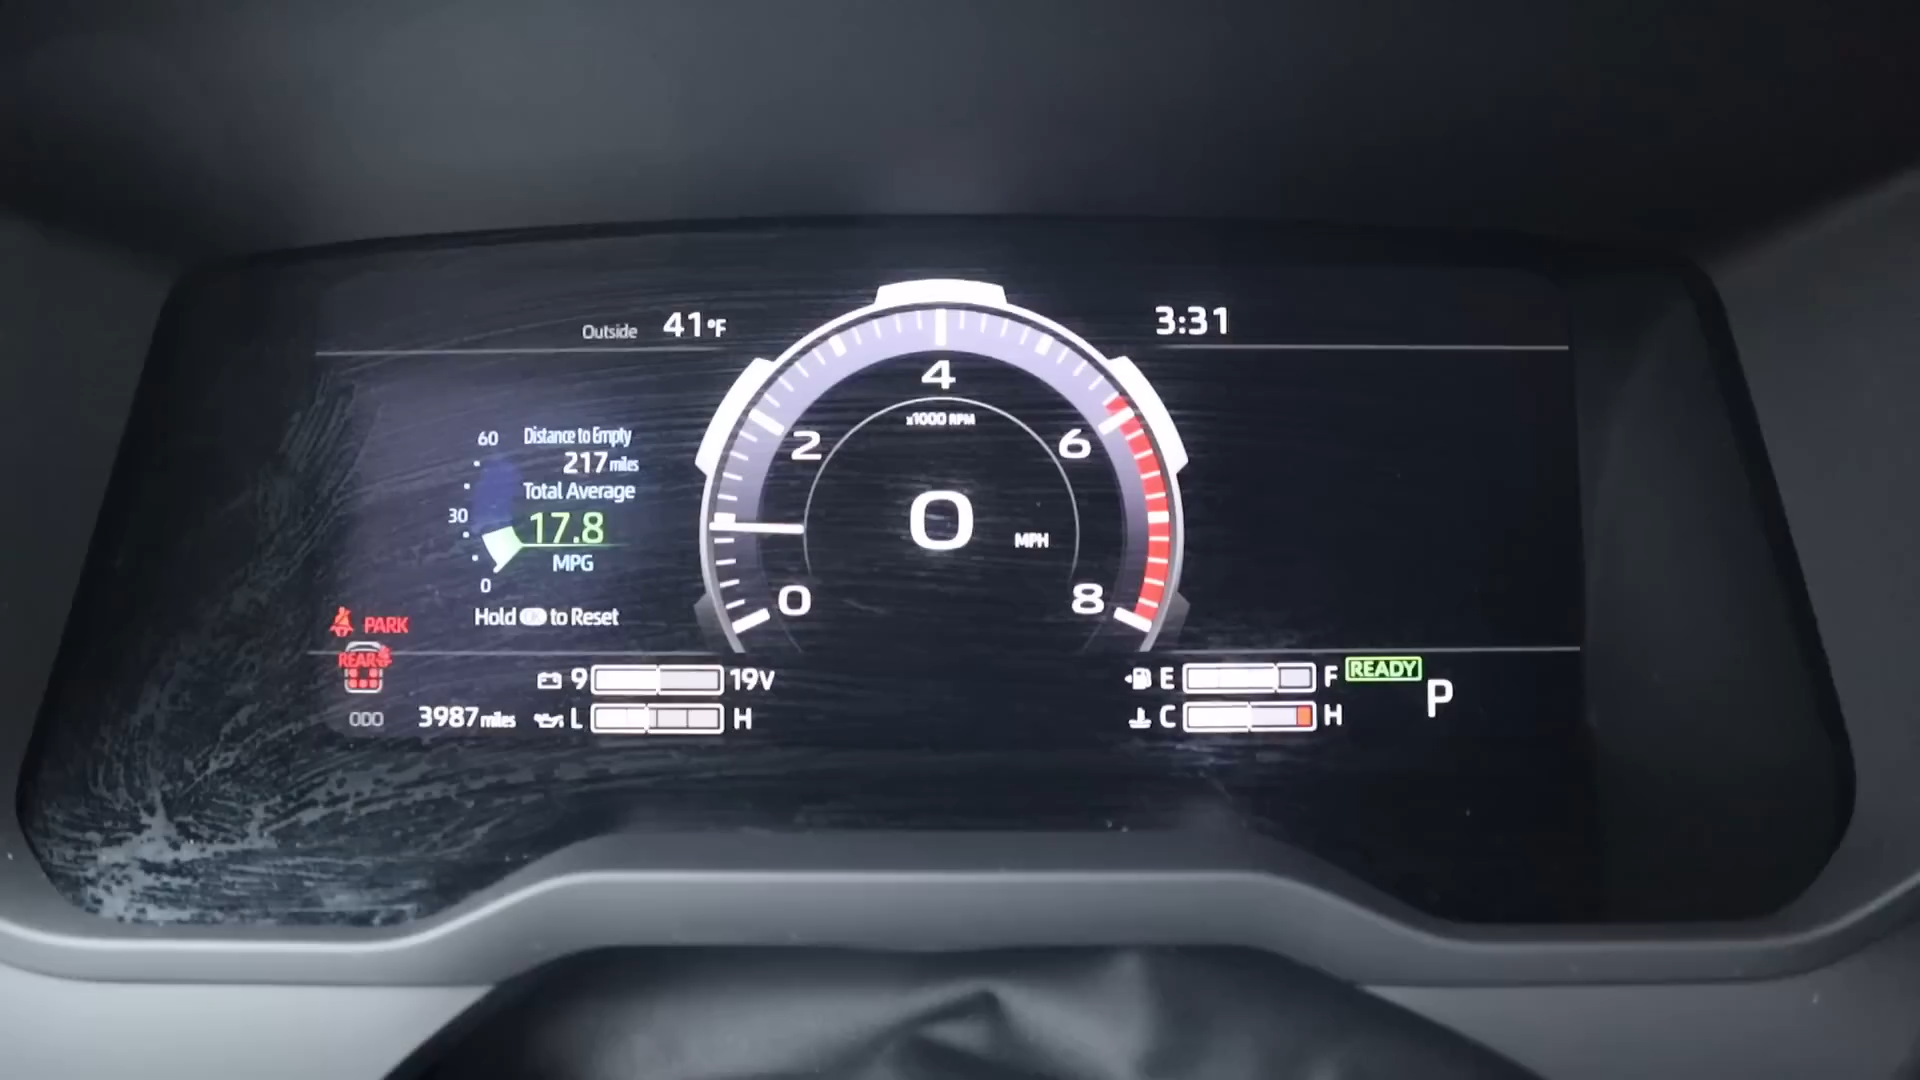 Outside 41°F
3:31
60 Distance to Empty
217 miles
Total Average
30 17.8
MPG
0
Hold OK to Reset
4
x1000 RPM
2 6
0 MPH
0 8
PARK
REAR
9 19V
L H
ODO 3987 miles
E F READY
C H
P